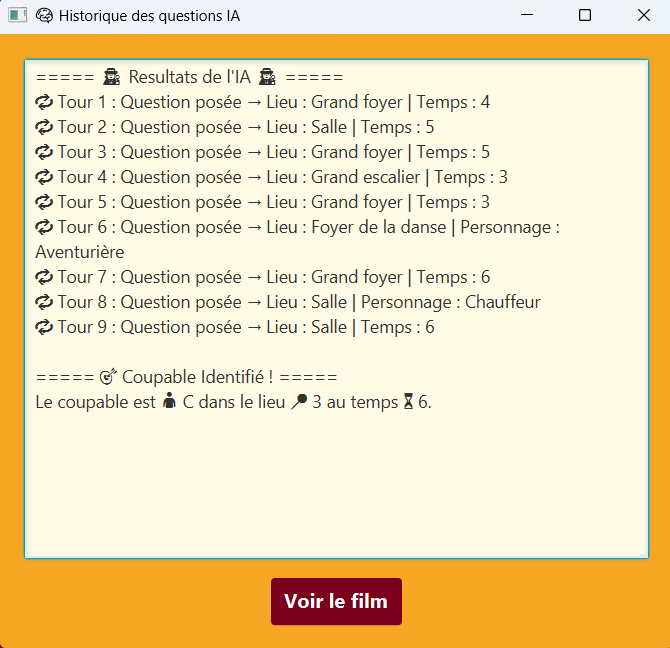 Historique des questions IA
===== 🕵 Resultats de l'IA 🕵 =====
🔁 Tour 1 : Question posée → Lieu : Grand foyer | Temps : 4
🔁 Tour 2 : Question posée → Lieu : Salle | Temps : 5
🔁 Tour 3 : Question posée → Lieu : Grand foyer | Temps : 5
🔁 Tour 4 : Question posée → Lieu : Grand escalier | Temps : 3
🔁 Tour 5 : Question posée → Lieu : Grand foyer | Temps : 3
🔁 Tour 6 : Question posée → Lieu : Foyer de la danse | Personnage :
Aventurière
🔁 Tour 7 : Question posée → Lieu : Grand foyer | Temps : 6
🔁 Tour 8 : Question posée → Lieu : Salle | Personnage : Chauffeur
🔁 Tour 9 : Question posée → Lieu : Salle | Temps : 6
===== 🎯 Coupable Identifié ! =====
Le coupable est 🧍 C dans le lieu 📍 3 au temps ⏳ 6.
Voir le film